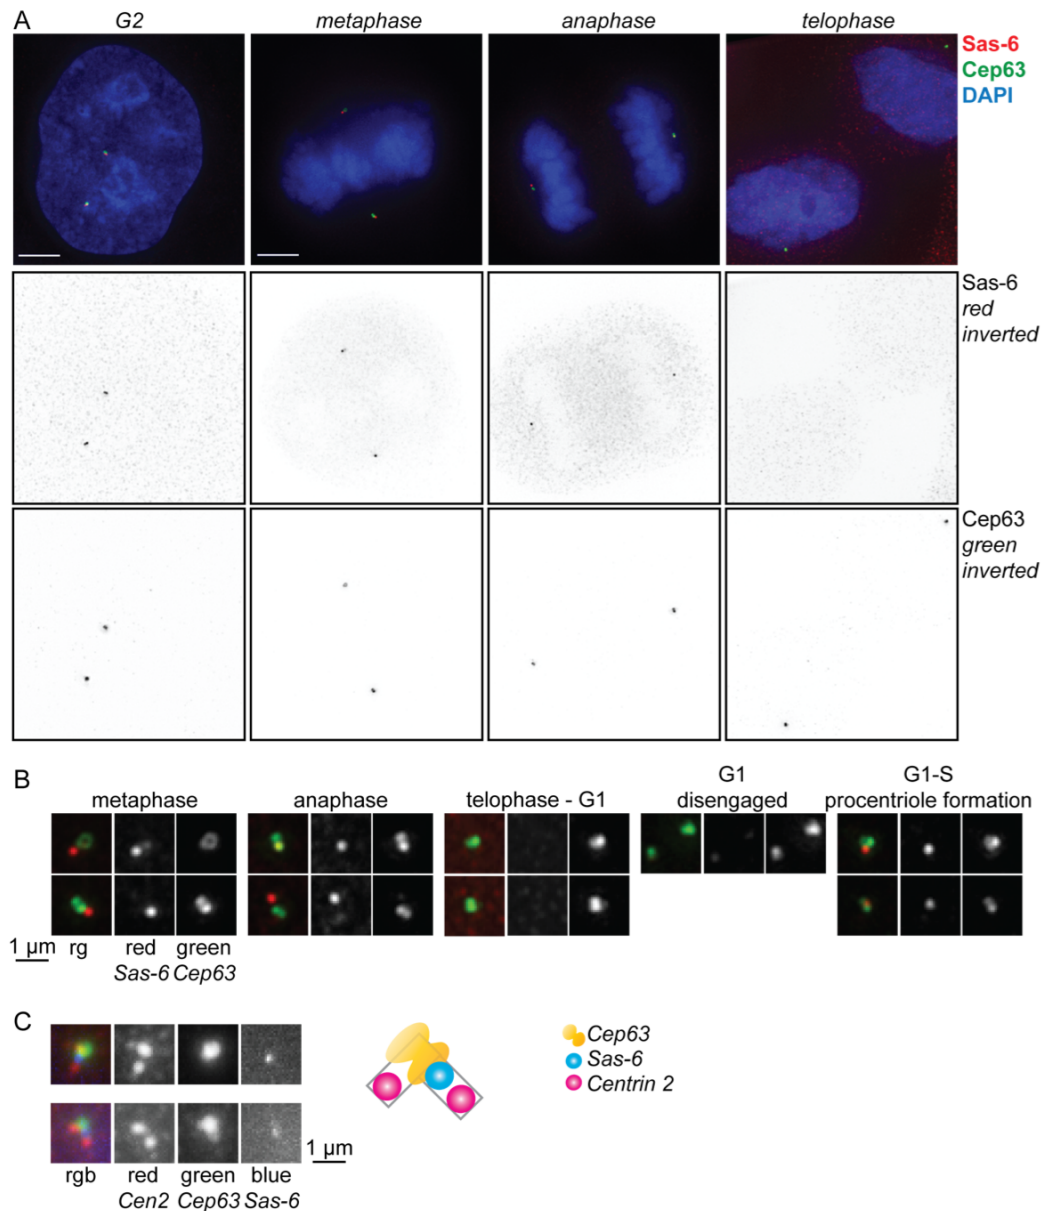 A
G2 metaphase anaphase telophase
Sas-6
Cep63
DAPI
Sas-6
red
inverted
Cep63
green
inverted
B
metaphase anaphase telophase - G1 G1
disengaged G1-S
procentriole formation
1 µm rg red green
Sas-6 Cep63
C
Cep63
Sas-6
Centrin 2
1 µm
rgb red green blue
Cen2 Cep63 Sas-6